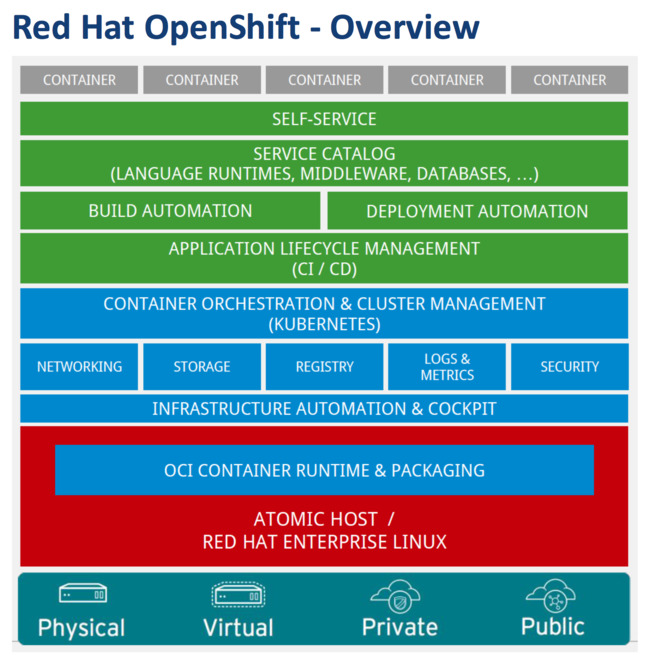 Red Hat OpenShift - Overview
CONTAINER CONTAINER CONTAINER CONTAINER CONTAINER
SELF-SERVICE
SERVICE CATALOG
(LANGUAGE RUNTIMES, MIDDLEWARE, DATABASES, ...)
BUILD AUTOMATION DEPLOYMENT AUTOMATION
APPLICATION LIFECYCLE MANAGEMENT
(CI / CD)
CONTAINER ORCHESTRATION & CLUSTER MANAGEMENT
(KUBERNETES)
NETWORKING STORAGE REGISTRY LOGS &
METRICS SECURITY
INFRASTRUCTURE AUTOMATION & COCKPIT
OCI CONTAINER RUNTIME & PACKAGING
ATOMIC HOST /
RED HAT ENTERPRISE LINUX
Physical Virtual Private Public